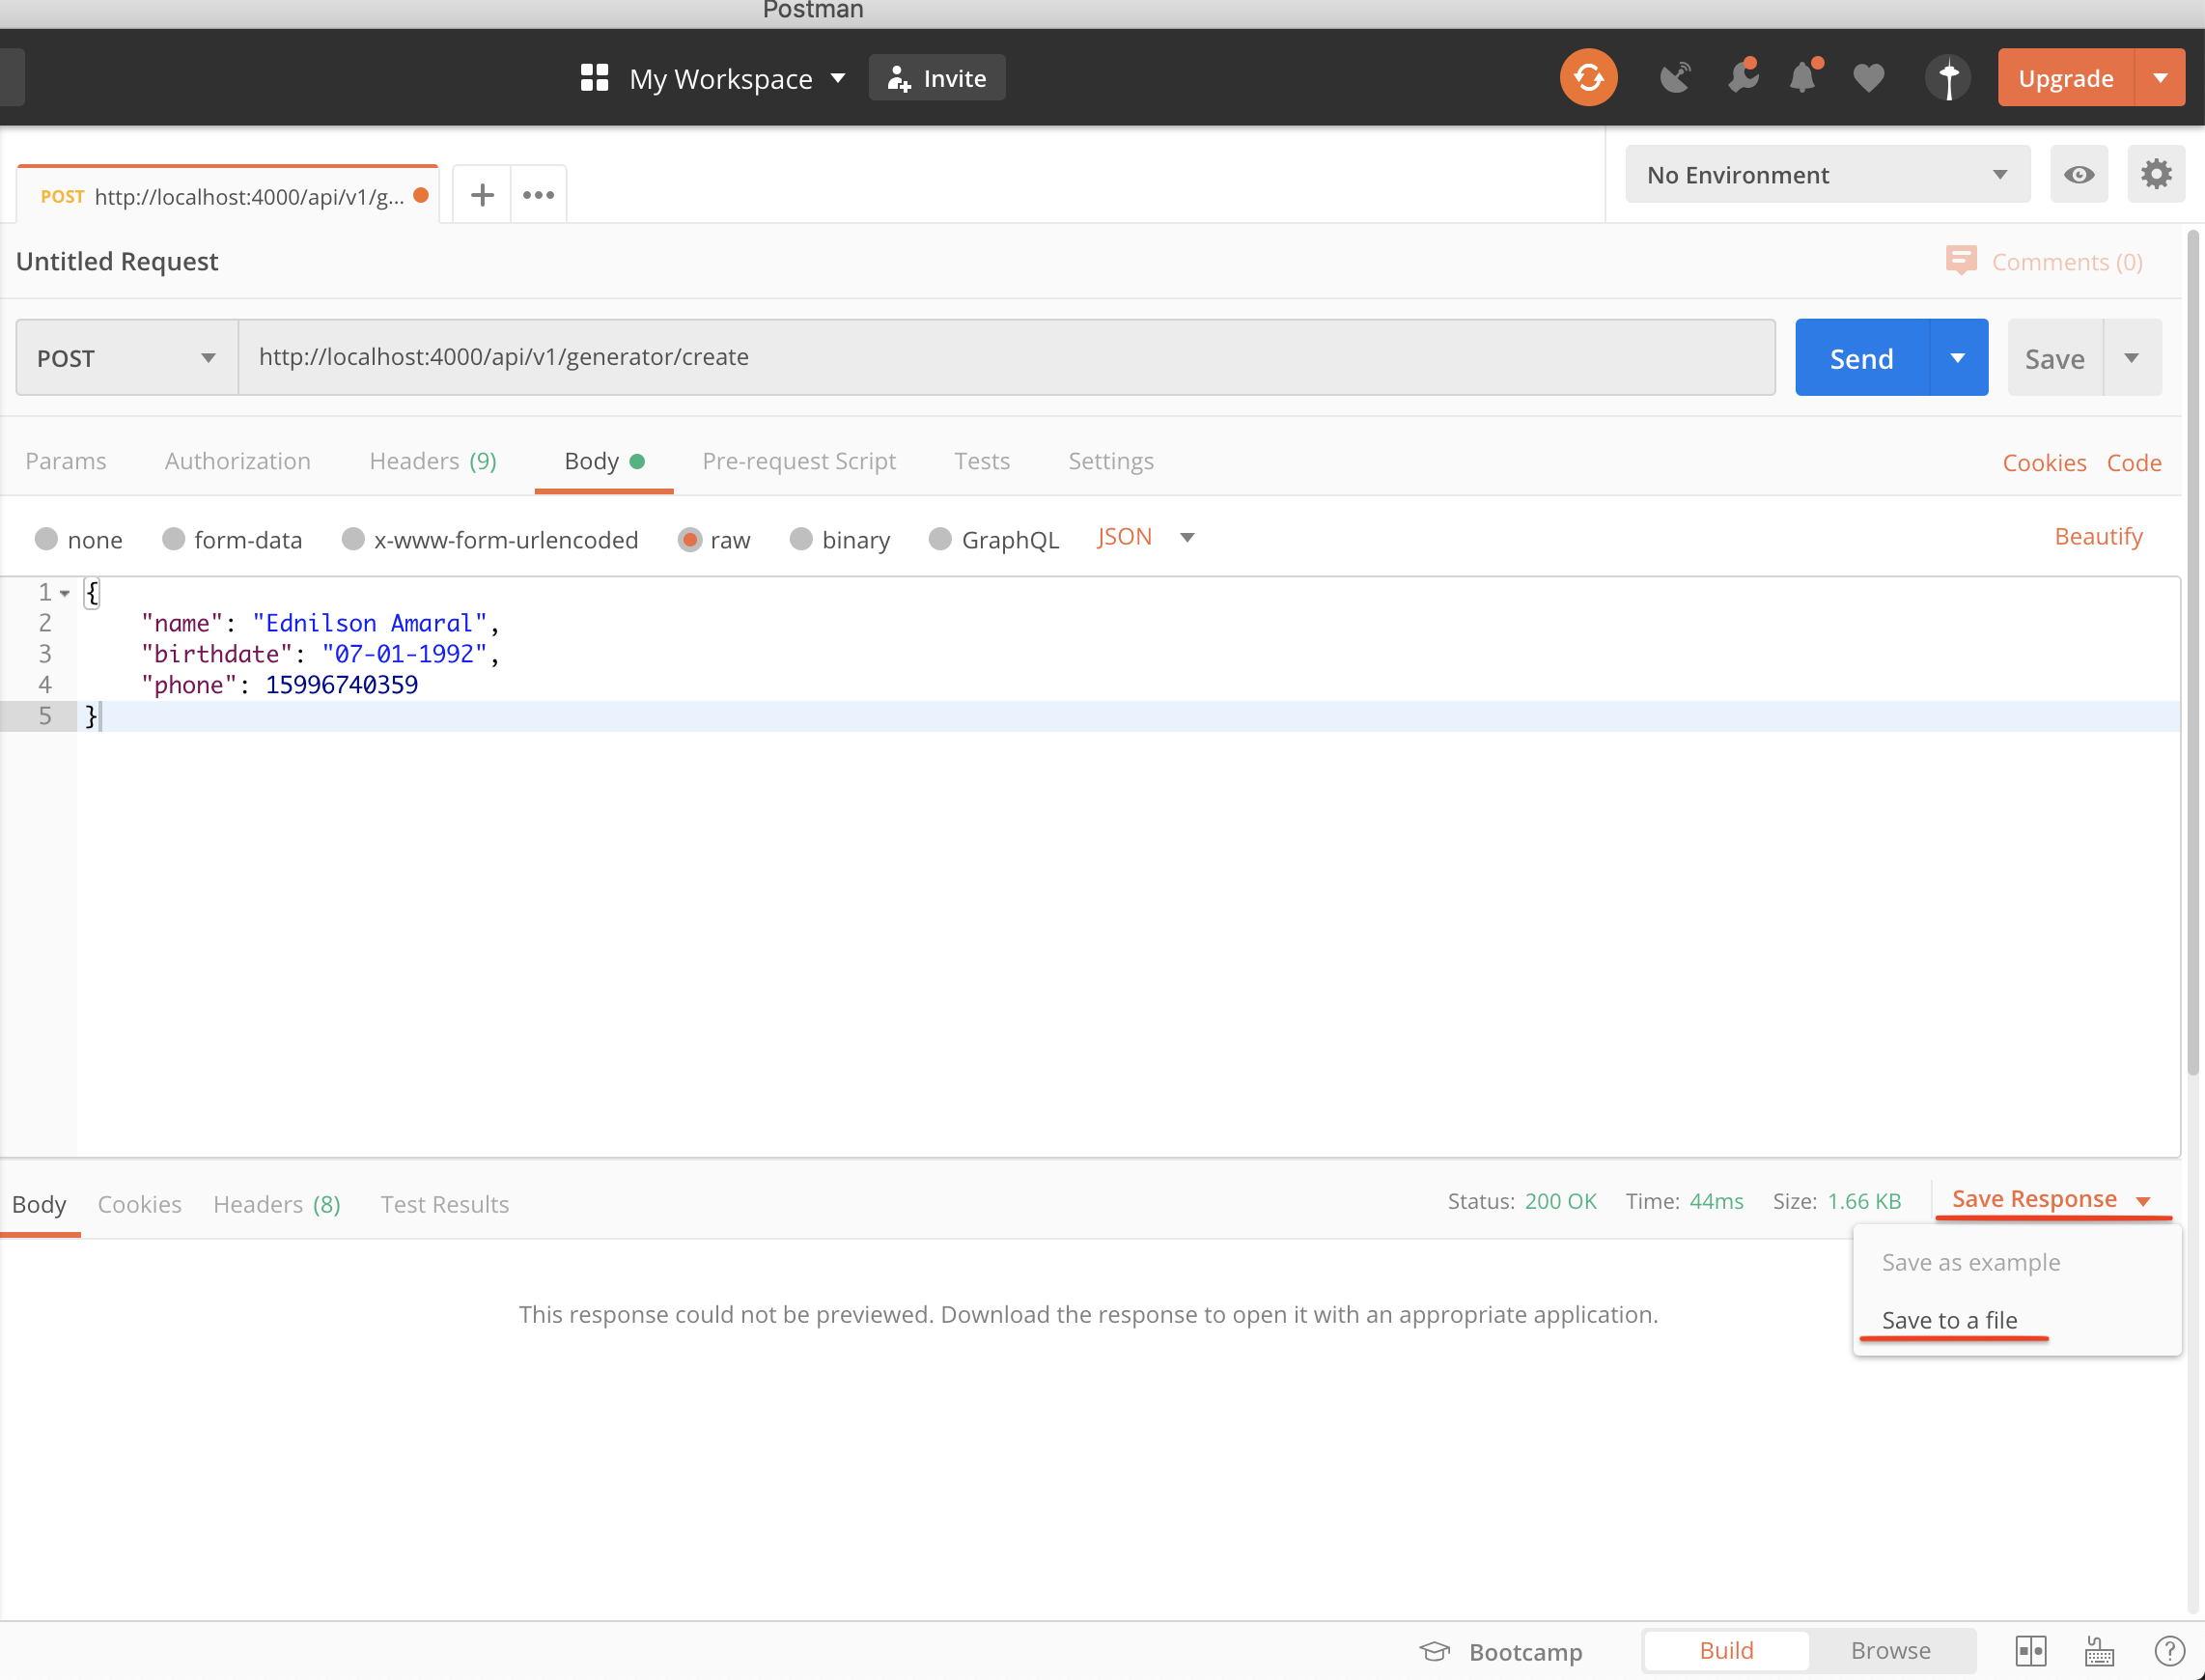 Postman
My Workspace Invite Upgrade
POST http://localhost:4000/api/v1/g... No Environment
Untitled Request Comments (0)
POST http://localhost:4000/api/v1/generator/create Send Save
Params Authorization Headers (9) Body Pre-request Script Tests Settings Cookies Code
none form-data x-www-form-urlencoded raw binary GraphQL JSON Beautify
1 {
2 "name": "Ednilson Amaral",
3 "birthdate": "07-01-1992",
4 "phone": 15996740359
5 }
Body Cookies Headers (8) Test Results Status: 200 OK Time: 44ms Size: 1.66 KB Save Response
Save as example
This response could not be previewed. Download the response to open it with an appropriate application.
Save to a file
Bootcamp Build Browse